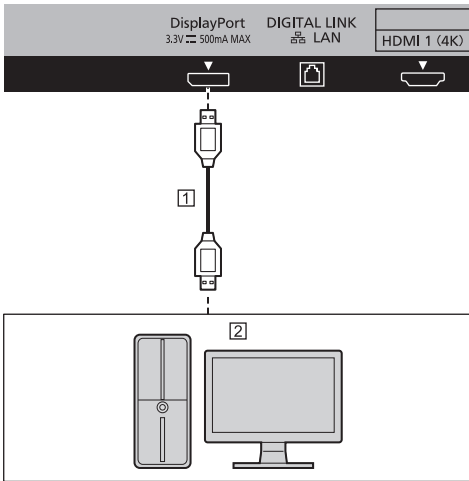 DisplayPort DIGITAL LINK
3.3V ⎓ 500mA MAX LAN
HDMI 1 (4K)
1
2